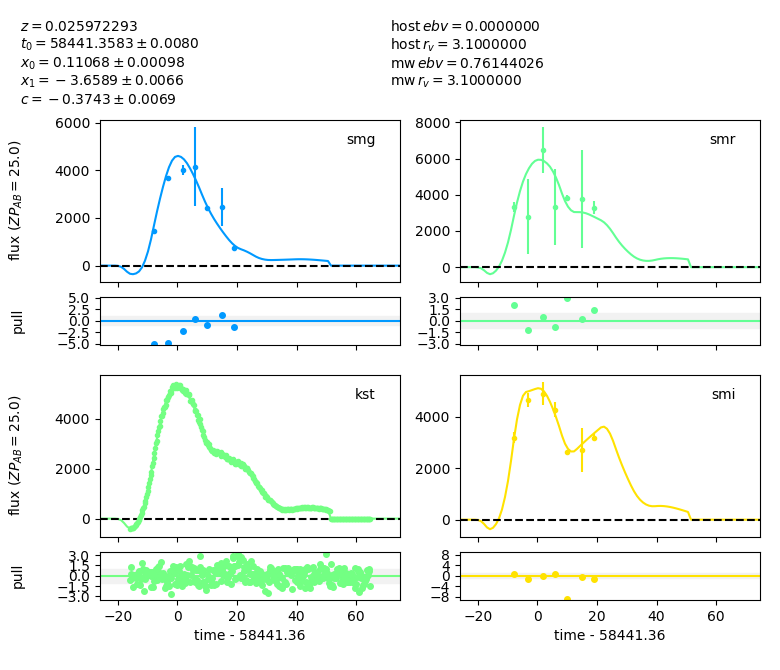 z = 0.025972293
t0 = 58441.3583 ± 0.0080
x0 = 0.11068 ± 0.00098
x1 = −3.6589 ± 0.0066
c = −0.3743 ± 0.0069
host ebv = 0.0000000
host rv = 3.1000000
mw ebv = 0.76144026
mw rv = 3.1000000
flux (ZPAB = 25.0)
6000
4000
2000
0
smg
8000
6000
4000
2000
0
smr
pull
5.0
2.5
0.0
−2.5
−5.0
3.0
1.5
0.0
−1.5
−3.0
flux (ZPAB = 25.0)
4000
2000
0
kst
4000
2000
0
smi
pull
3.0
1.5
0.0
−1.5
−3.0
8
4
0
−4
−8
−20 0 20 40 60
−20 0 20 40 60
time - 58441.36
time - 58441.36